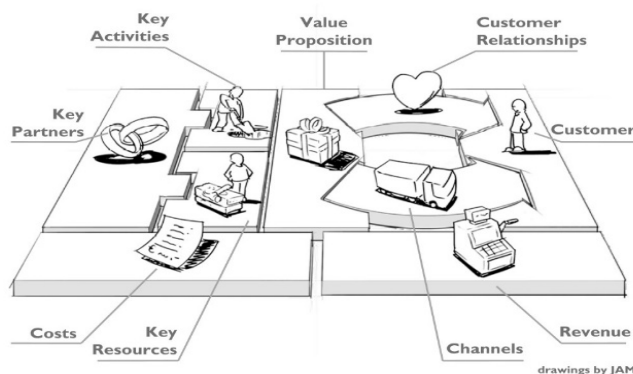 Key
Activities
Value
Proposition
Customer
Relationships
Key
Partners
Customer
Costs
Key
Resources
Channels
Revenue
drawings by JAM